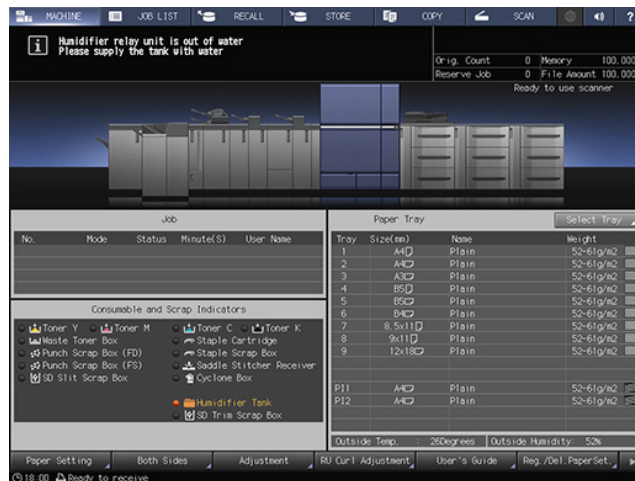 MACHINE JOB LIST RECALL STORE COPY SCAN ?
Humidifier relay unit is out of water
Please supply the tank with water
Orig. Count 0 Memory 100.000
Reserve Job 0 File Amount 100.000
Ready to use scanner
Job
No. Mode Status Minute(S) User Name
Consumable and Scrap Indicators
Toner Y Toner M Toner C Toner K
Waste Toner Box Staple Cartridge
Punch Scrap Box (FD) Staple Scrap Box
Punch Scrap Box (FS) Saddle Stitcher Receiver
SD Slit Scrap Box Cyclone Box
Humidifier Tank
SD Trim Scrap Box
Paper Tray Select Tray
Tray Size(mm) Name Weight
1 A4 Plain 52-61g/m2
2 A4 Plain 52-61g/m2
3 A3 Plain 52-61g/m2
4 B5 Plain 52-61g/m2
5 B5 Plain 52-61g/m2
6 B4 Plain 52-61g/m2
7 8.5x11 Plain 52-61g/m2
8 9x11 Plain 52-61g/m2
9 12x18 Plain 52-61g/m2
PI1 A4 Plain 52-61g/m2
PI2 A4 Plain 52-61g/m2
Outside Temp. : 26Degrees Outside Humidity: 52%
Paper Setting Both Sides Adjustment RU Curl Adjustment User's Guide Reg./Del.PaperSet.
18:00 Ready to receive